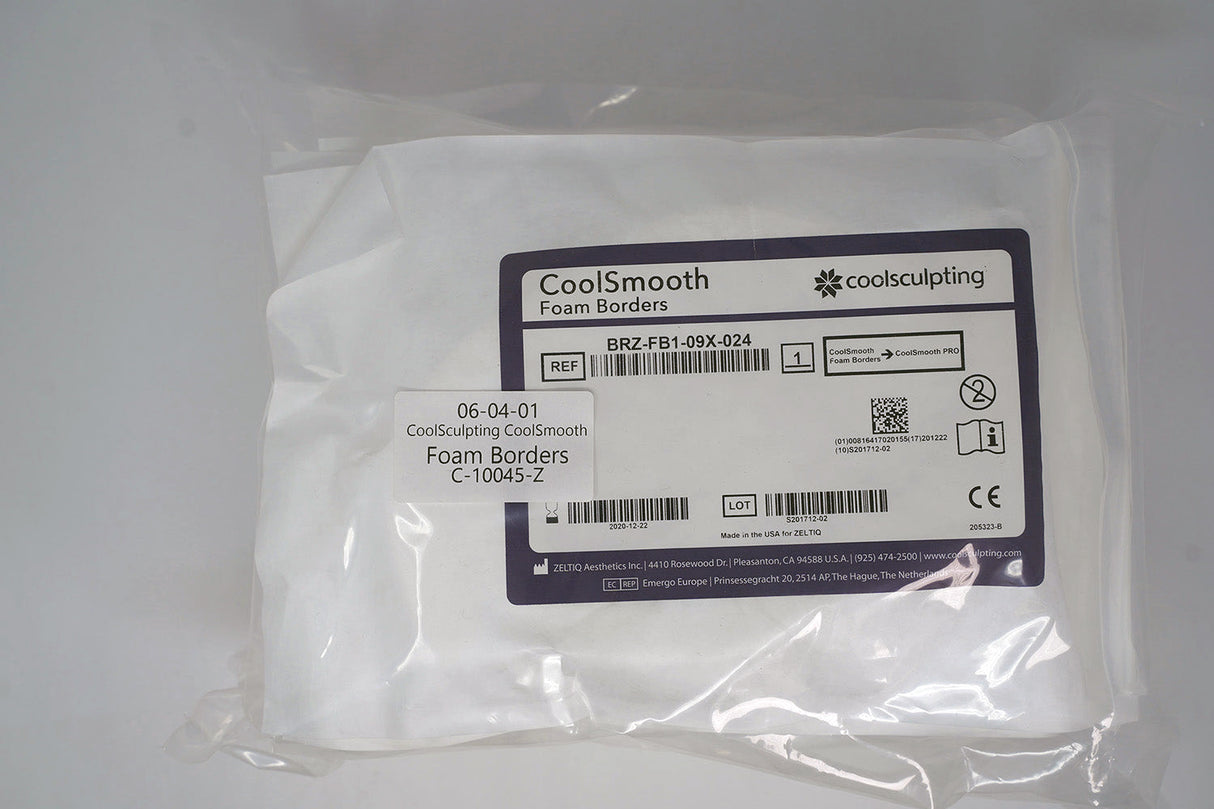 CoolSmooth
Foam Borders
coolsculpting
BRZ-FB1-09X-024
REF
1
CoolSmooth
Foam Borders
CoolSmooth PRO
2
(01)00816417020155(17)201222
(10)S201712-02
06-04-01
CoolSculpting CoolSmooth
Foam Borders
C-10045-Z
2020-12-22
LOT
S201712-02
CE
205323-B
Made in the USA for ZELTIQ
ZELTIQ Aesthetics Inc. | 4410 Rosewood Dr. | Pleasanton, CA 94588 U.S.A. | (925) 474-2500 | www.coolsculpting.com
EC REP Emergo Europe | Prinsessegracht 20, 2514 AP, The Hague, The Netherlands